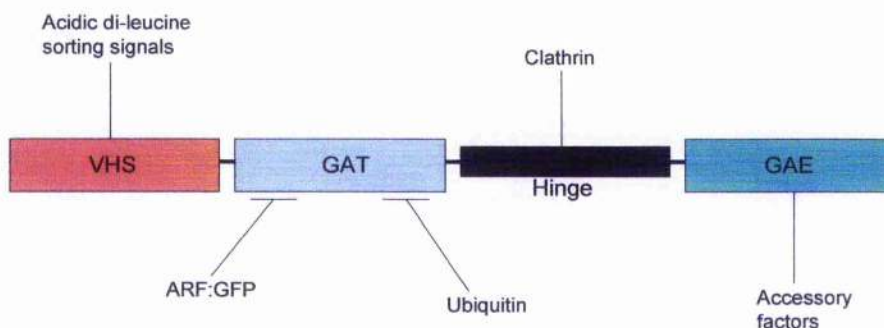 Acidic di-leucine
sorting signals
Clathrin
VHS
GAT
Hinge
GAE
ARF:GFP
Ubiquitin
Accessory
factors